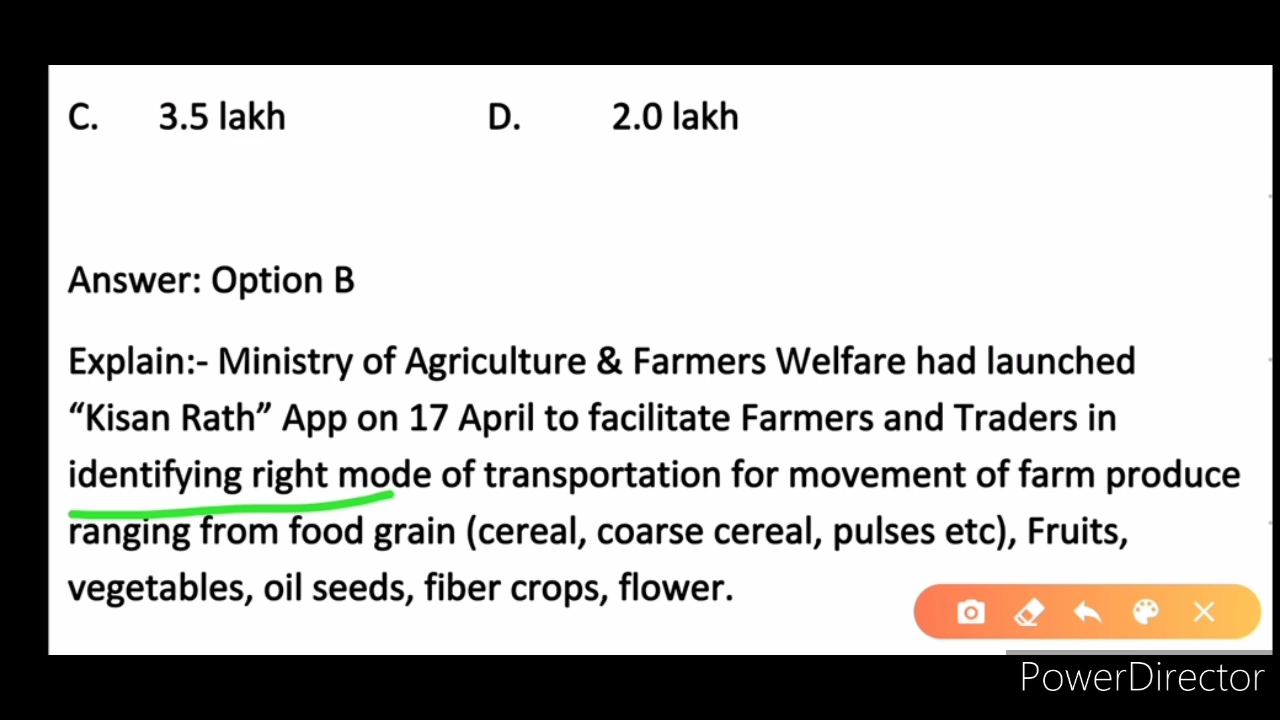 C. 3.5 lakh D. 2.0 lakh
Answer: Option B
Explain:- Ministry of Agriculture & Farmers Welfare had launched
“Kisan Rath” App on 17 April to facilitate Farmers and Traders in
identifying right mode of transportation for movement of farm produce
ranging from food grain (cereal, coarse cereal, pulses etc), Fruits,
vegetables, oil seeds, fiber crops, flower.
PowerDirector